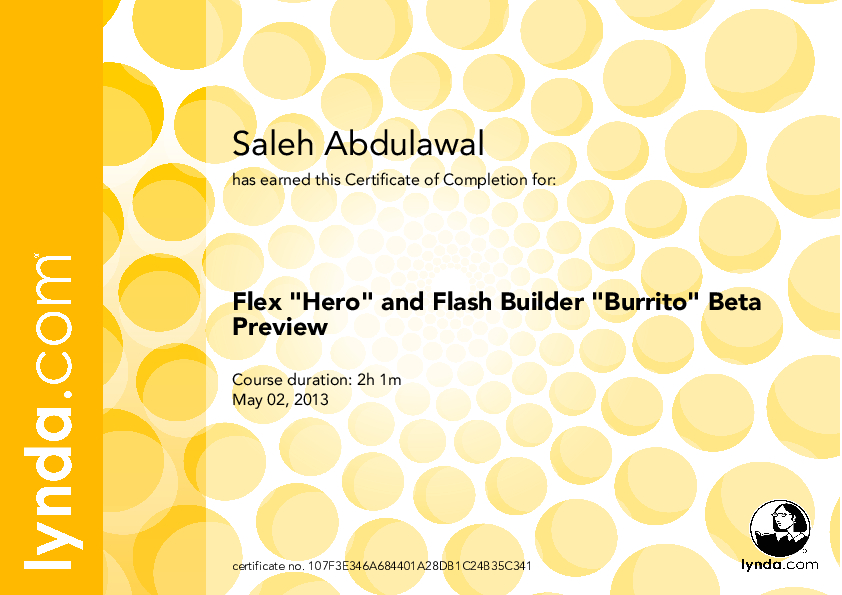 lynda.com
Saleh Abdulawal
has earned this Certificate of Completion for:
Flex "Hero" and Flash Builder "Burrito" Beta
Preview
Course duration: 2h 1m
May 02, 2013
certificate no. 107F3E346A684401A28DB1C24B35C341
lynda.com